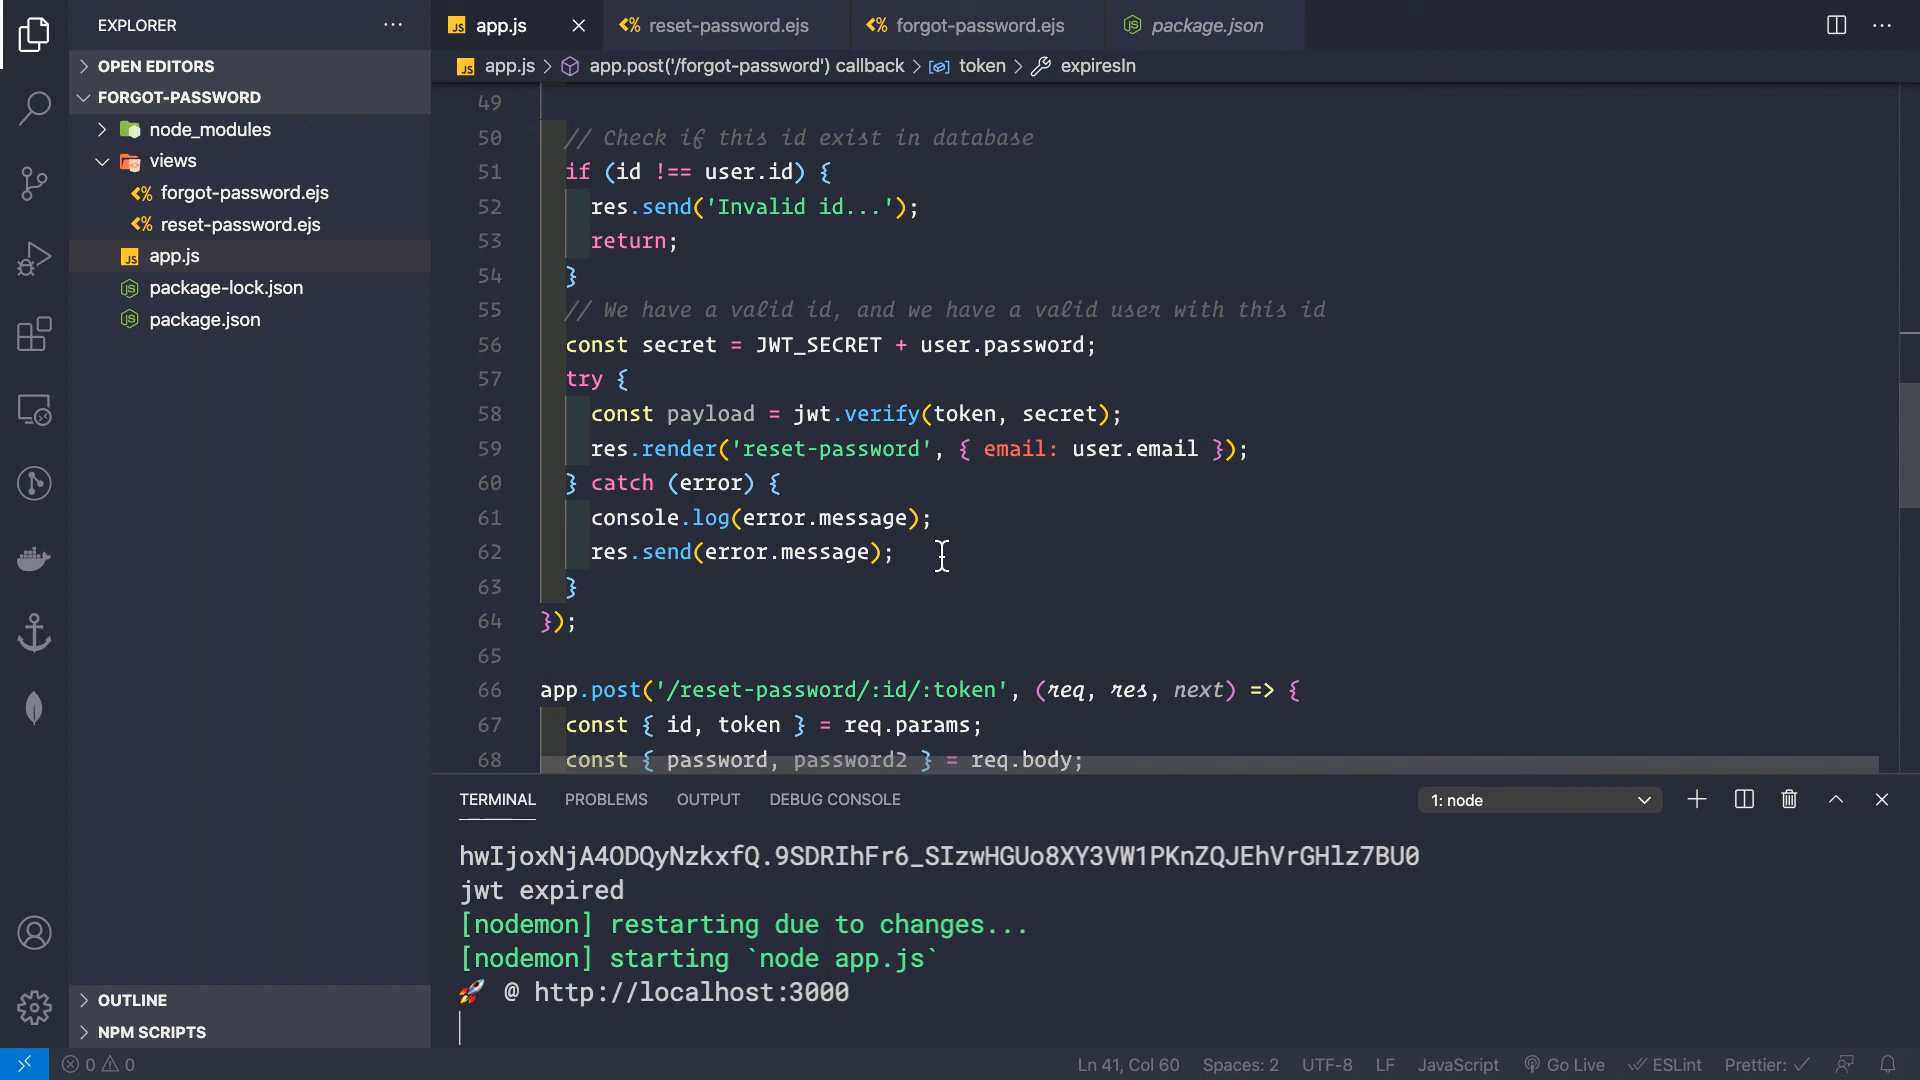 EXPLORER
OPEN EDITORS
FORGOT-PASSWORD
node_modules
views
forgot-password.ejs
reset-password.ejs
JS app.js
package-lock.json
package.json
OUTLINE
NPM SCRIPTS
JS app.js
reset-password.ejs
forgot-password.ejs
package.json
JS app.js > app.post('/forgot-password') callback > token > expiresIn
49
50 // Check if this id exist in database
51 if (id !== user.id) {
52 res.send('Invalid id...');
53 return;
54 }
55 // We have a valid id, and we have a valid user with this id
56 const secret = JWT_SECRET + user.password;
57 try {
58 const payload = jwt.verify(token, secret);
59 res.render('reset-password', { email: user.email });
60 } catch (error) {
61 console.log(error.message);
62 res.send(error.message);
63 }
64 });
65
66 app.post('/reset-password/:id/:token', (req, res, next) => {
67 const { id, token } = req.params;
68 const { password, password2 } = req.body;
TERMINAL PROBLEMS OUTPUT DEBUG CONSOLE 1: node
hwIjoxNjA4ODQyNzkxfQ.9SDRIhFr6_SIzwHGUo8XY3VW1PKnZQJEhVrGHlz7BU0
jwt expired
[nodemon] restarting due to changes...
[nodemon] starting `node app.js`
🚀 @ http://localhost:3000
0 0 Ln 41, Col 60 Spaces: 2 UTF-8 LF JavaScript Go Live ESLint Prettier: ✓